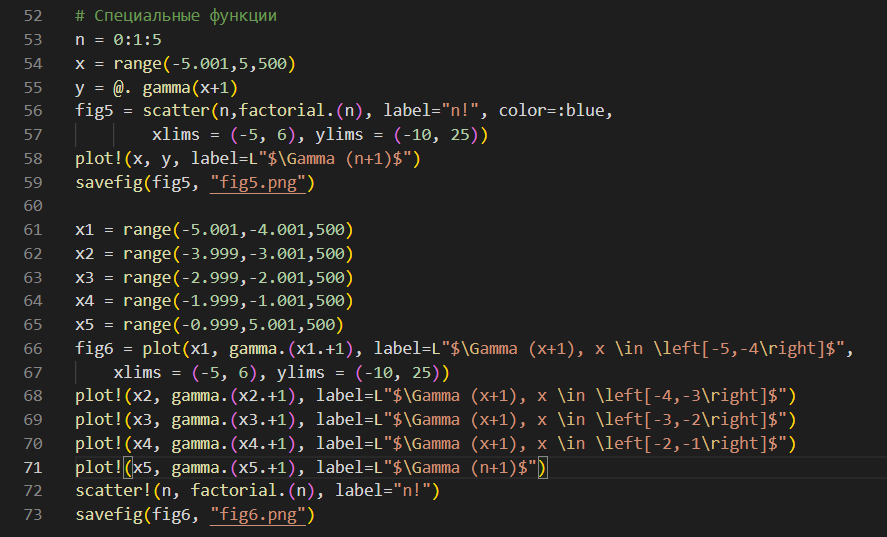 52 # Специальные функции
53 n = 0:1:5
54 x = range(-5.001,5,500)
55 y = @. gamma(x+1)
56 fig5 = scatter(n,factorial.(n), label="n!", color=:blue,
57 xlims = (-5, 6), ylims = (-10, 25))
58 plot!(x, y, label=L"$\Gamma (n+1)$")
59 savefig(fig5, "fig5.png")
60
61 x1 = range(-5.001,-4.001,500)
62 x2 = range(-3.999,-3.001,500)
63 x3 = range(-2.999,-2.001,500)
64 x4 = range(-1.999,-1.001,500)
65 x5 = range(-0.999,5.001,500)
66 fig6 = plot(x1, gamma.(x1.+1), label=L"$\Gamma (x+1), x \in \left[-5,-4\right]$",
67 xlims = (-5, 6), ylims = (-10, 25))
68 plot!(x2, gamma.(x2.+1), label=L"$\Gamma (x+1), x \in \left[-4,-3\right]$")
69 plot!(x3, gamma.(x3.+1), label=L"$\Gamma (x+1), x \in \left[-3,-2\right]$")
70 plot!(x4, gamma.(x4.+1), label=L"$\Gamma (x+1), x \in \left[-2,-1\right]$")
71 plot!(x5, gamma.(x5.+1), label=L"$\Gamma (n+1)$")
72 scatter!(n, factorial.(n), label="n!")
73 savefig(fig6, "fig6.png")